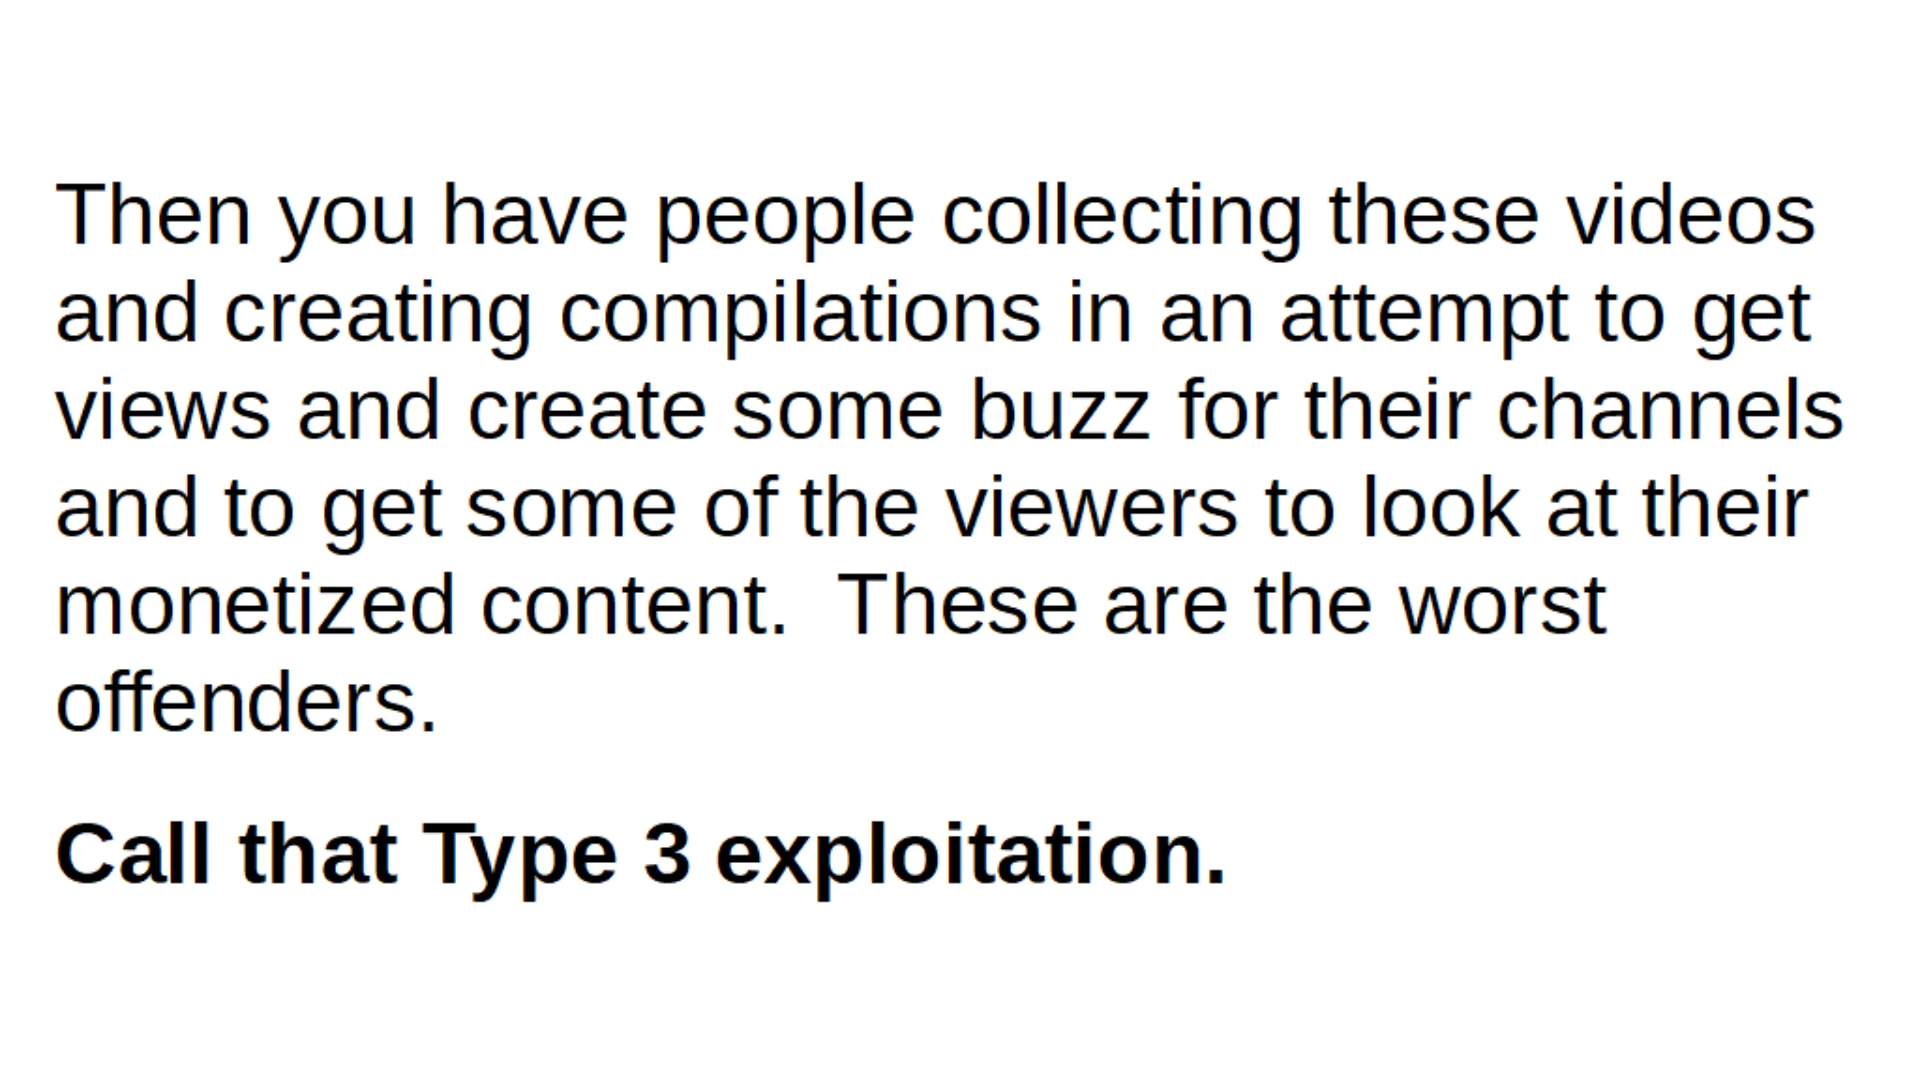 Then you have people collecting these videos
and creating compilations in an attempt to get
views and create some buzz for their channels
and to get some of the viewers to look at their
monetized content.  These are the worst
offenders.
Call that Type 3 exploitation.